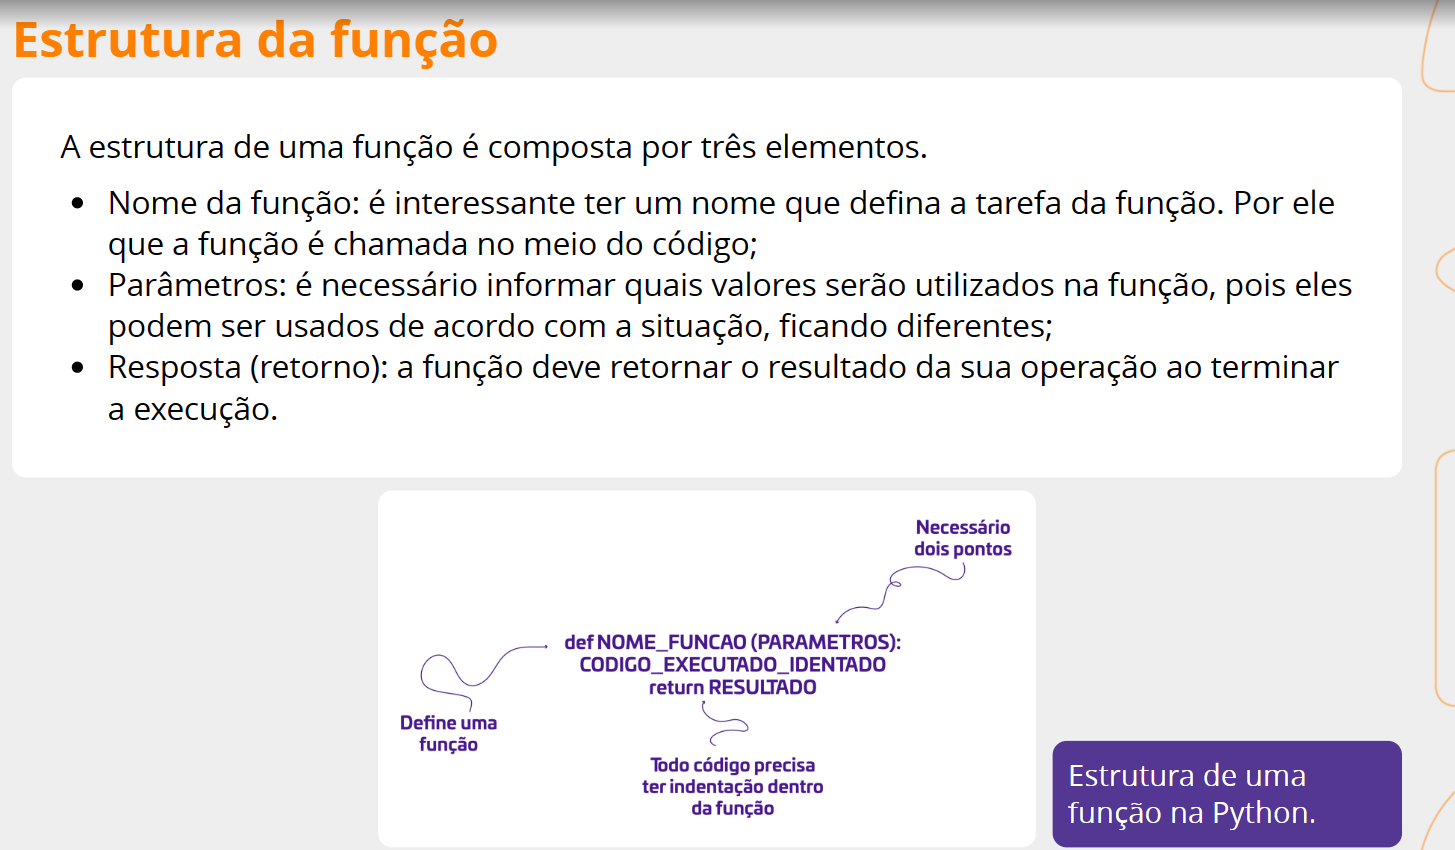 Estrutura da função
A estrutura de uma função é composta por três elementos.
• Nome da função: é interessante ter um nome que defina a tarefa da função. Por ele
que a função é chamada no meio do código;
• Parâmetros: é necessário informar quais valores serão utilizados na função, pois eles
podem ser usados de acordo com a situação, ficando diferentes;
• Resposta (retorno): a função deve retornar o resultado da sua operação ao terminar
a execução.
Necessário
dois pontos
def NOME_FUNCAO (PARAMETROS):
CODIGO_EXECUTADO_IDENTADO
return RESULTADO
Define uma
função
Todo código precisa
ter indentação dentro
da função
Estrutura de uma
função na Python.